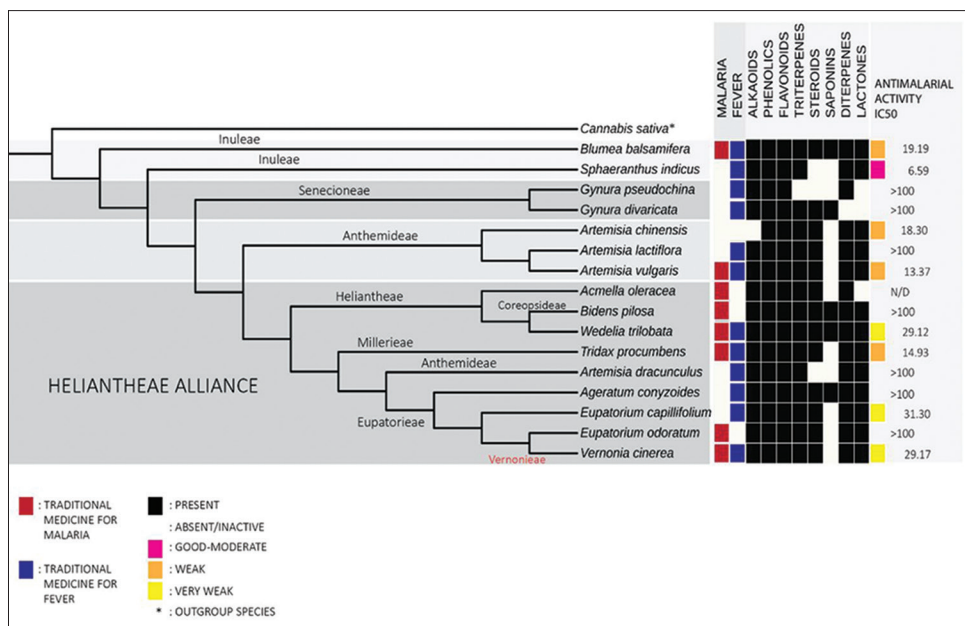 MALARIA
FEVER
ALKAOIDS
PHENOLICS
FLAVONOIDS
TRITERPENES
STEROIDS
SAPONINS
DITERPENES
LACTONES
ANTIMALARIAL
ACTIVITY
IC50
Cannabis sativa*
Inuleae
Blumea balsamifera 19.19
Inuleae
Sphaeranthus indicus 6.59
Senecioneae
Gynura pseudochina >100
Gynura divaricata >100
Anthemideae
Artemisia chinensis 18.30
Artemisia lactiflora >100
Artemisia vulgaris 13.37
Heliantheae
Acmella oleracea N/D
Coreopsideae
Bidens pilosa >100
Wedelia trilobata 29.12
Millerieae
Tridax procumbens 14.93
Anthemideae
Artemisia dracunculus >100
HELIANTHEAE ALLIANCE
Ageratum conyzoides >100
Eupatorieae
Eupatorium capillifolium 31.30
Eupatorium odoratum >100
Vernonia cinerea 29.17
Vernonieae
: TRADITIONAL
MEDICINE FOR
MALARIA
: TRADITIONAL
MEDICINE FOR
FEVER
: PRESENT
: ABSENT/INACTIVE
: GOOD-MODERATE
: WEAK
: VERY WEAK
* : OUTGROUP SPECIES